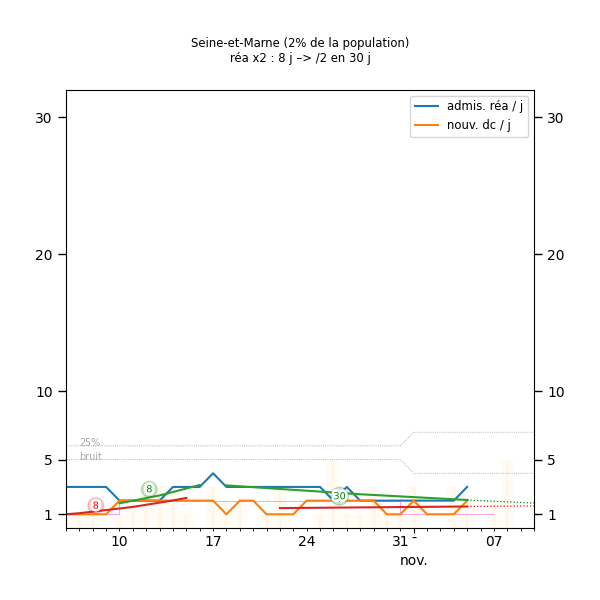 Seine-et-Marne (2% de la population)
réa x2 : 8 j –> /2 en 30 j
admis. réa / j
nouv. dc / j
30 30
20 20
10 10
25%
bruit
5 5
8 30
8
1 1
10 17 24 31 - 07
nov.